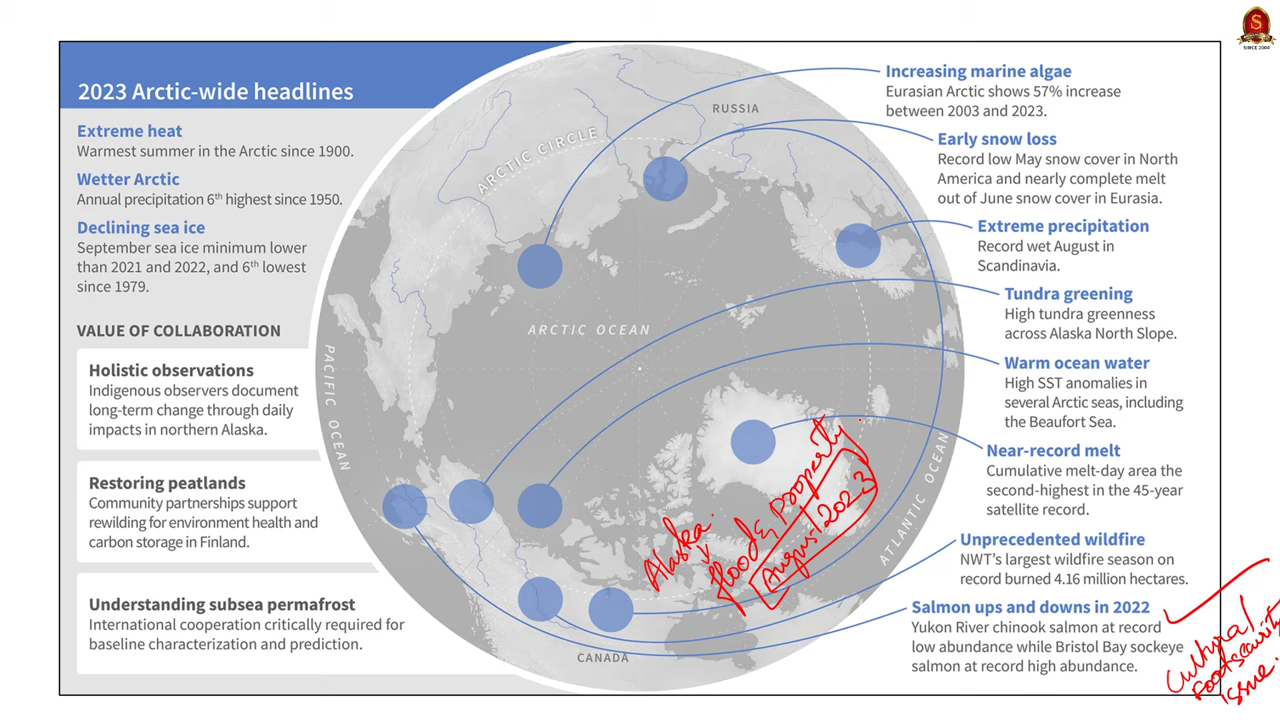 S
SINCE 2004
2023 Arctic-wide headlines
Extreme heat
Warmest summer in the Arctic since 1900.
Wetter Arctic
Annual precipitation 6th highest since 1950.
Declining sea ice
September sea ice minimum lower
than 2021 and 2022, and 6th lowest
since 1979.
VALUE OF COLLABORATION
Holistic observations
Indigenous observers document
long-term change through daily
impacts in northern Alaska.
Restoring peatlands
Community partnerships support
rewilding for environment health and
carbon storage in Finland.
Understanding subsea permafrost
International cooperation critically required for
baseline characterization and prediction.
RUSSIA
ARCTIC CIRCLE
ARCTIC OCEAN
PACIFIC OCEAN
ATLANTIC OCEAN
CANADA
Alaska
flood & property
August 2023
Increasing marine algae
Eurasian Arctic shows 57% increase
between 2003 and 2023.
Early snow loss
Record low May snow cover in North
America and nearly complete melt
out of June snow cover in Eurasia.
Extreme precipitation
Record wet August in
Scandinavia.
Tundra greening
High tundra greenness
across Alaska North Slope.
Warm ocean water
High SST anomalies in
several Arctic seas, including
the Beaufort Sea.
Near-record melt
Cumulative melt-day area the
second-highest in the 45-year
satellite record.
Unprecedented wildfire
NWT's largest wildfire season on
record burned 4.16 million hectares.
Salmon ups and downs in 2022
Yukon River chinook salmon at record
low abundance while Bristol Bay sockeye
salmon at record high abundance.
Cultural
Food security
issue.